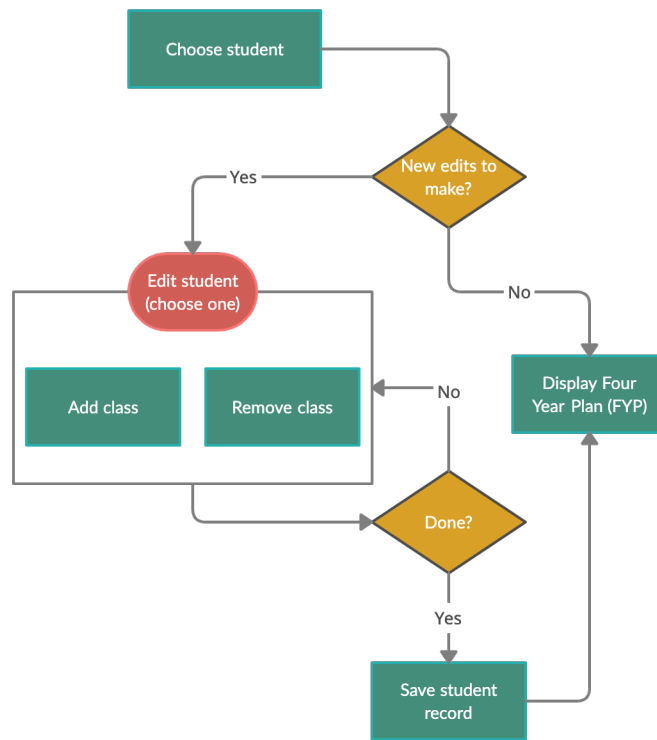 Choose student
New edits to
make?
Yes
Edit student
(choose one)
No
Add class
Remove class
No
Display Four
Year Plan (FYP)
Done?
Yes
Save student
record